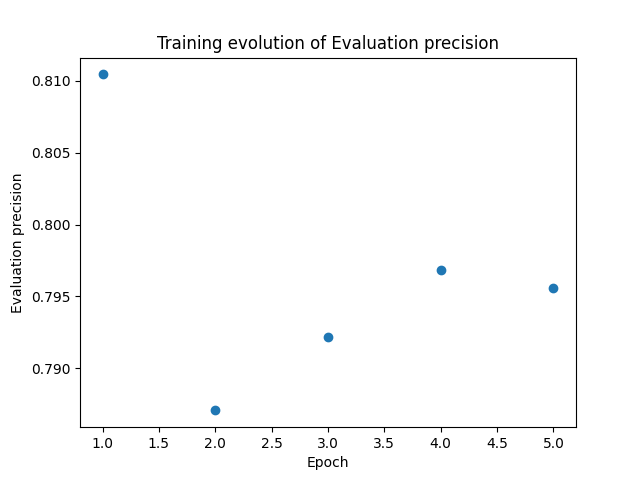 Training evolution of Evaluation precision
0.810
0.805
0.800
0.795
0.790
Evaluation precision
1.0 1.5 2.0 2.5 3.0 3.5 4.0 4.5 5.0
Epoch